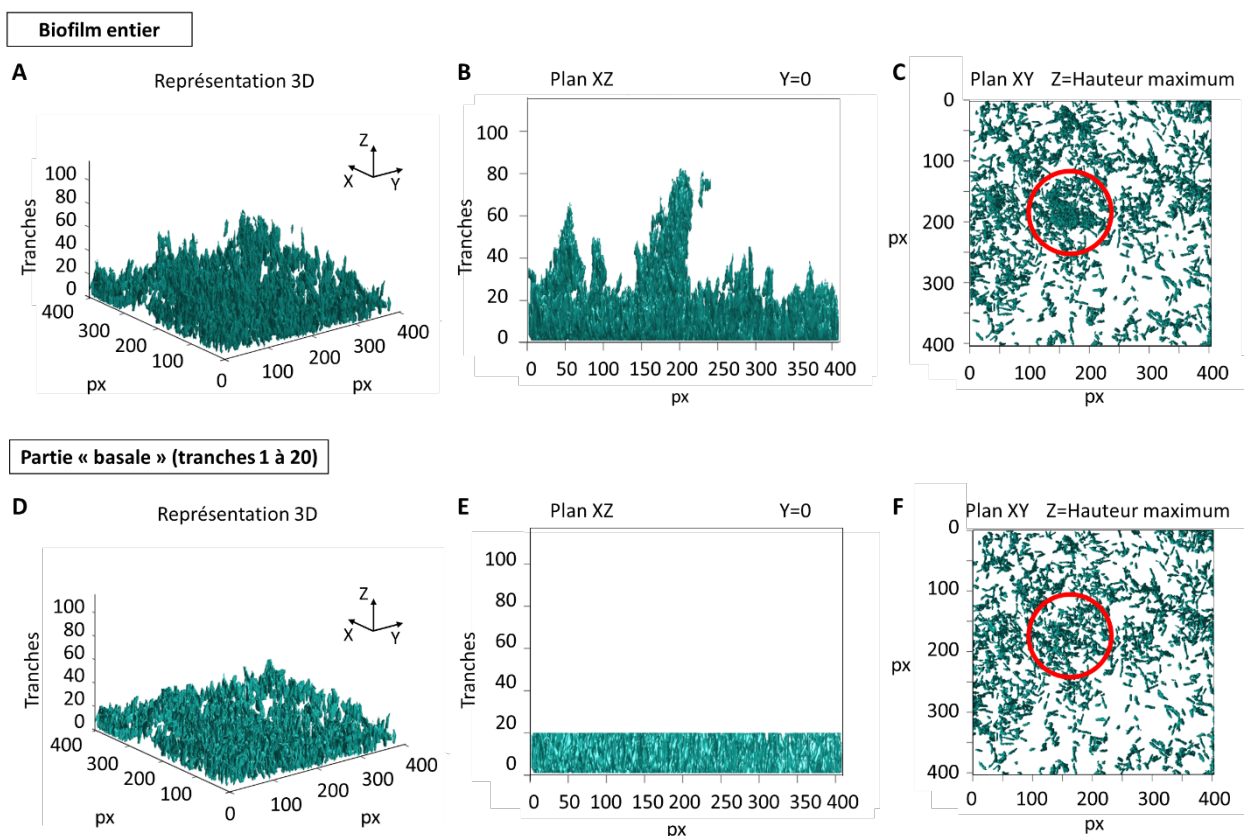 Biofilm entier
A
Représentation 3D
Z
X
Y
Tranches
100
80
60
40
20
0
400
300
200
100
0
100
200
300
400
px
px
B
Plan XZ
Y=0
Tranches
100
80
60
40
20
0
0 50 100 150 200 250 300 350 400
px
C
Plan XY Z=Hauteur maximum
px
0
100
200
300
400
0 100 200 300 400
px
Partie « basale » (tranches 1 à 20)
D
Représentation 3D
Z
X
Y
Tranches
100
80
60
40
20
0
400
300
200
100
0
100
200
300
400
px
px
E
Plan XZ
Y=0
Tranches
100
80
60
40
20
0
0 50 100 150 200 250 300 350 400
px
F
Plan XY Z=Hauteur maximum
px
0
100
200
300
400
0 100 200 300 400
px